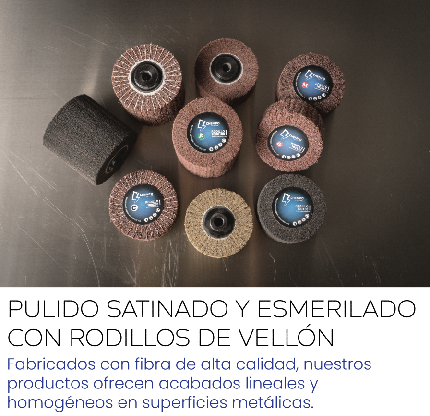 PULIDO SATINADO Y ESMERILADO
CON RODILLOS DE VELLÓN
Fabricados con fibra de alta calidad, nuestros
productos ofrecen acabados lineales y
homogéneos en superficies metálicas.